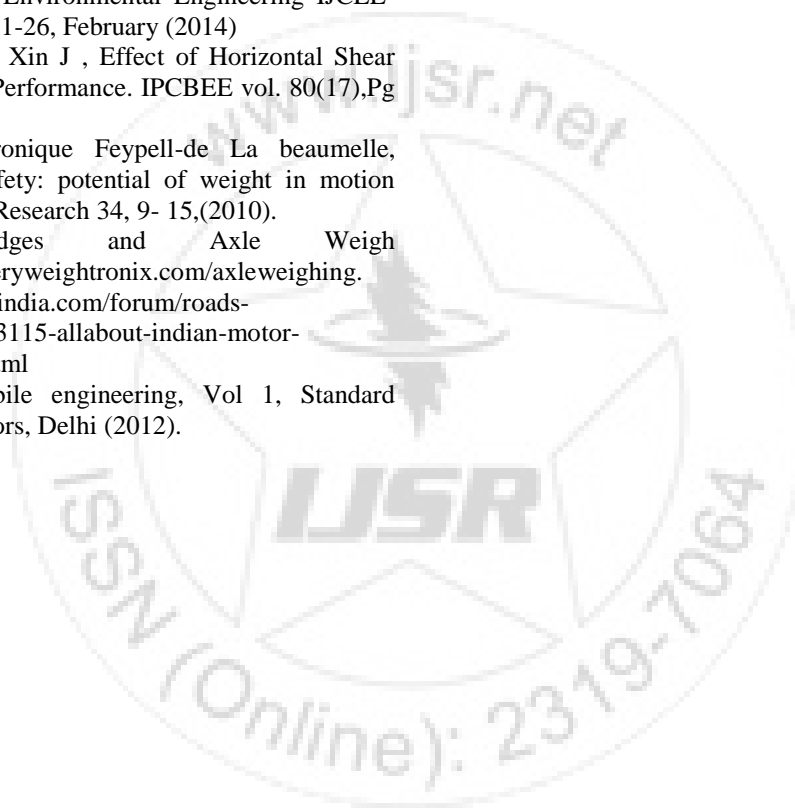 Environmental Engineering IJCEE-
1-26, February (2014)
Xin J , Effect of Horizontal Shear
Performance. IPCBEE vol. 80(17),Pg
ronique Feypell-de La beaumelle,
fety: potential of weight in motion
Research 34, 9- 15,(2010).
dges and Axle Weigh
eryweightronix.com/axleweighing.
india.com/forum/roads-
3115-allabout-indian-motor-
ml
bile engineering, Vol 1, Standard
ors, Delhi (2012).
www.ijsr.net
IJSR
ISSN (Online): 2319-7064